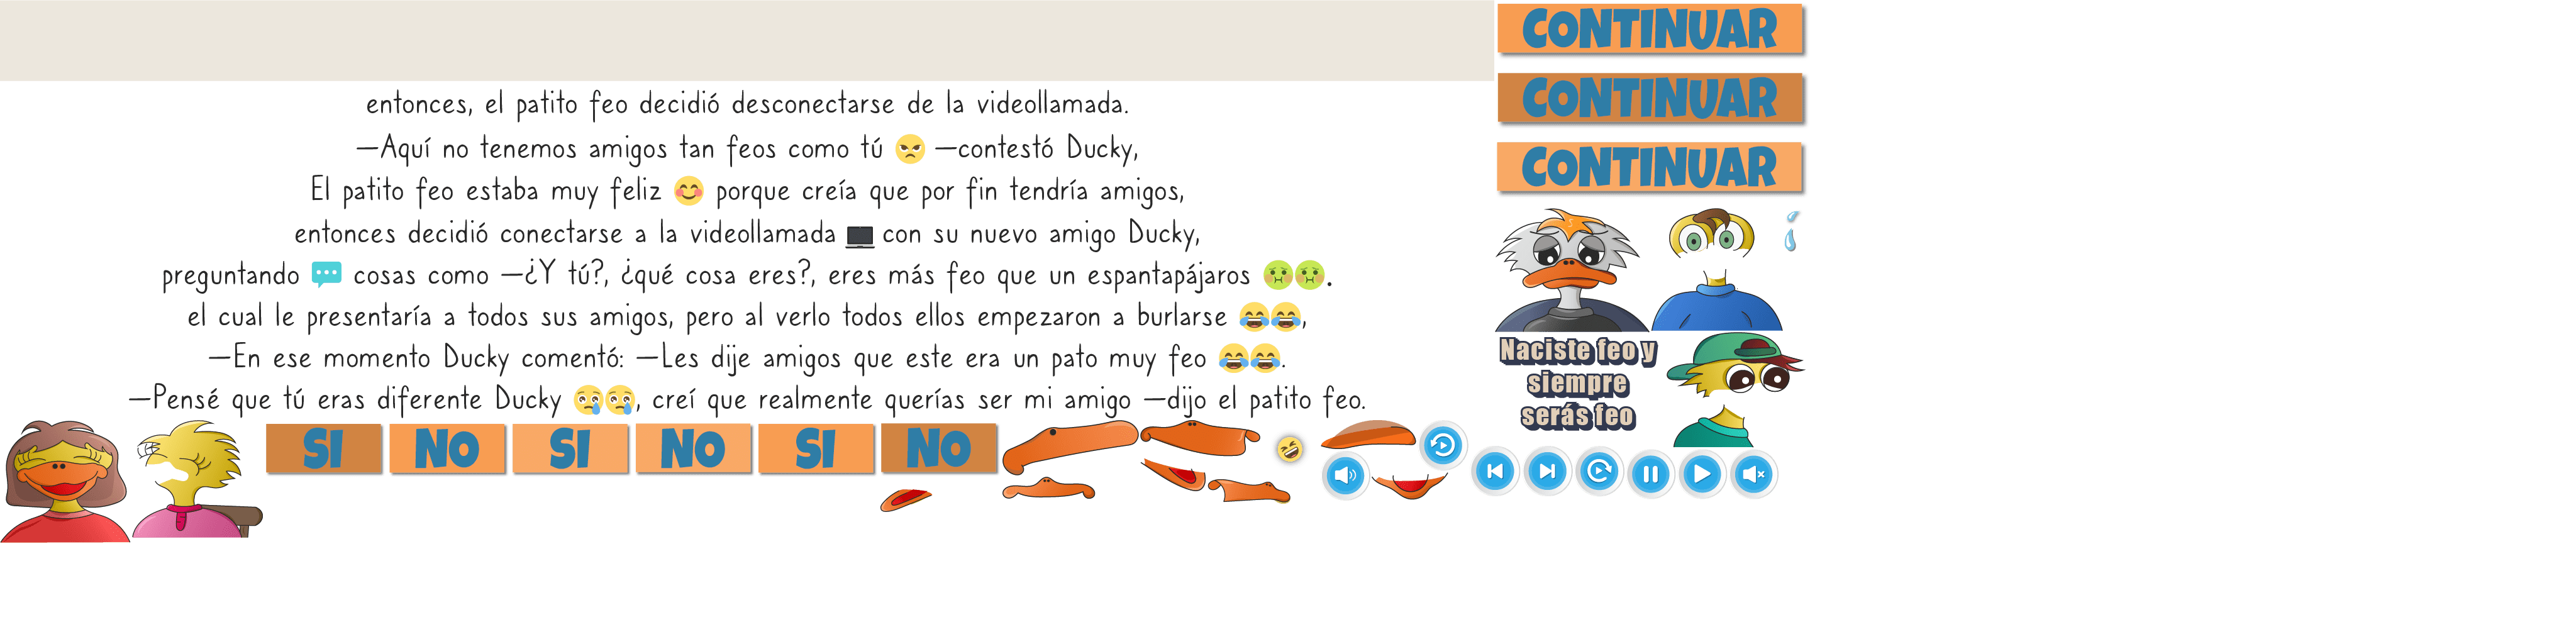 entonces, el patito feo decidió desconectarse de la videollamada.
—Aquí no tenemos amigos tan feos como tú 😠 —contestó Ducky,
El patito feo estaba muy feliz 😊 porque creía que por fin tendría amigos,
entonces decidió conectarse a la videollamada 💻 con su nuevo amigo Ducky,
preguntando 💬 cosas como —¿Y tú?, ¿qué cosa eres?, eres más feo que un espantapájaros 🤢🤢.
el cual le presentaría a todos sus amigos, pero al verlo todos ellos empezaron a burlarse 😂😂,
—En ese momento Ducky comentó: —Les dije amigos que este era un pato muy feo 😂😂.
—Pensé que tú eras diferente Ducky 😢😢, creí que realmente querías ser mi amigo —dijo el patito feo.
CONTINUAR
CONTINUAR
CONTINUAR
Naciste feo y
siempre
serás feo
SI NO SI NO SI NO